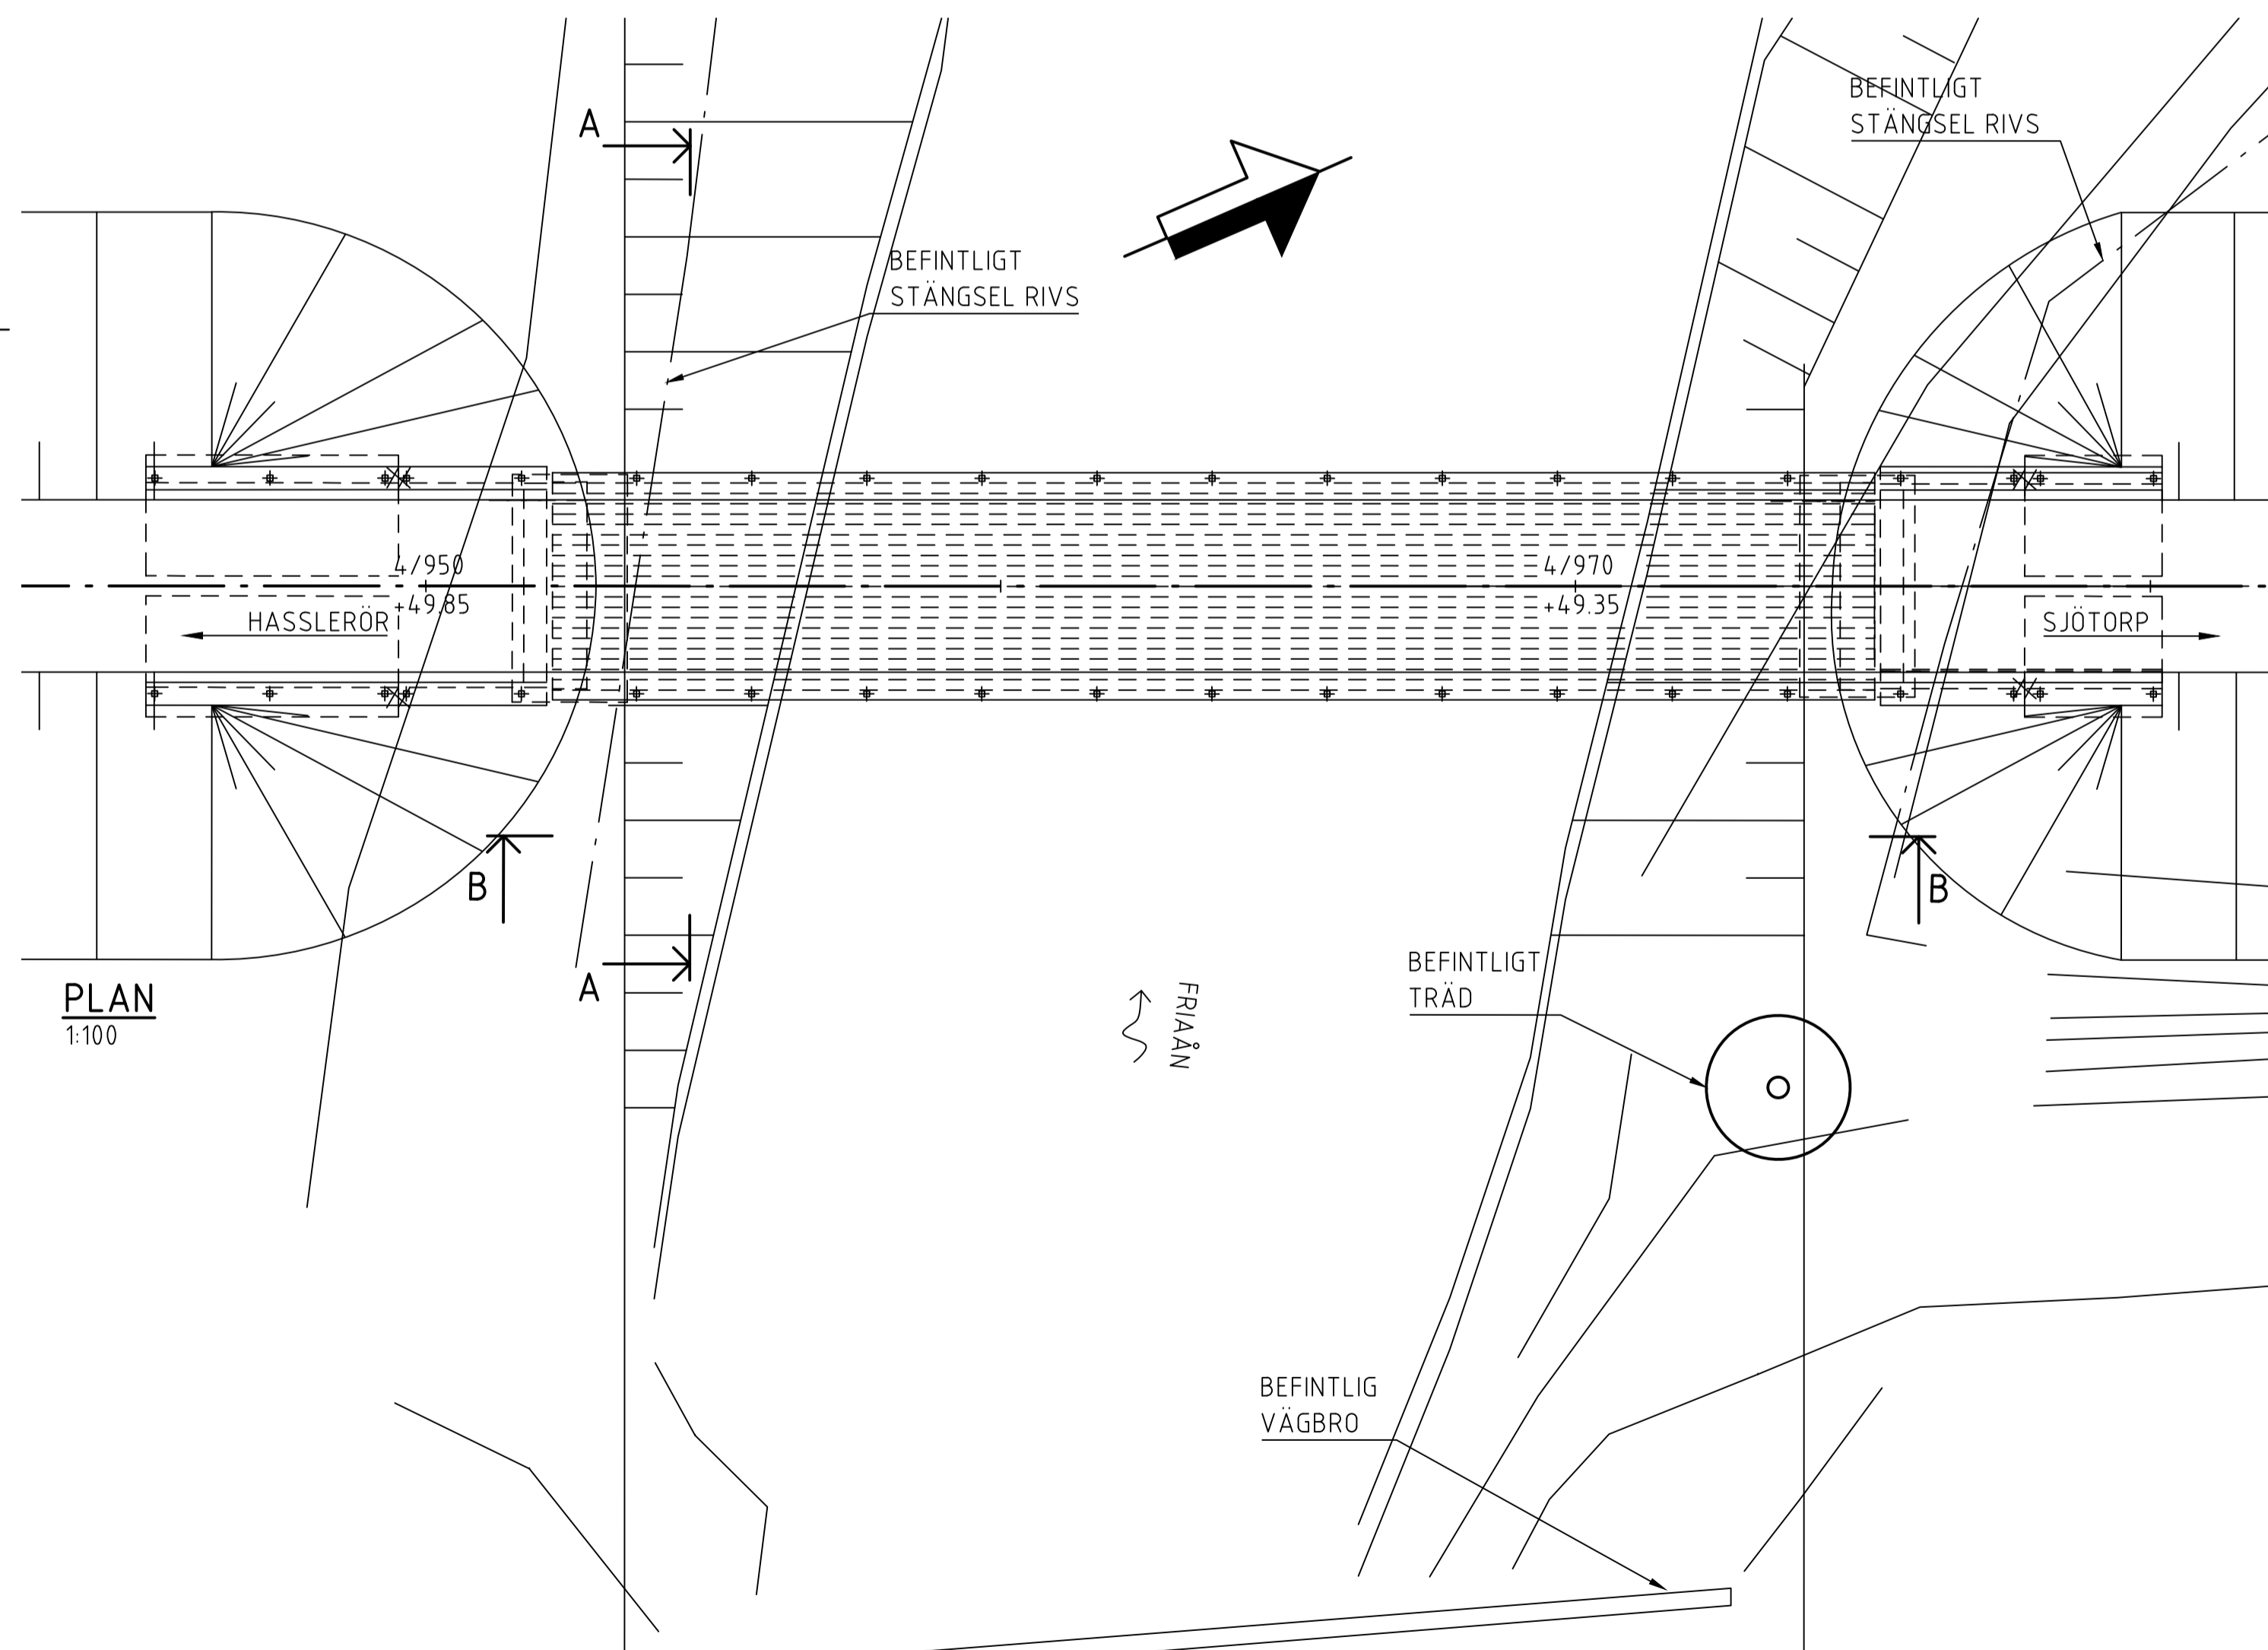 BEFINTLIGT
STÄNGSEL RIVS
A
BEFINTLIGT
STÄNGSEL RIVS
4/950
+49.85
HASSLERÖR
4/970
+49.35
SJÖTORP
B
B
A
PLAN
1:100
FRIAÅN
BEFINTLIGT
TRÄD
BEFINTLIG
VÄGBRO